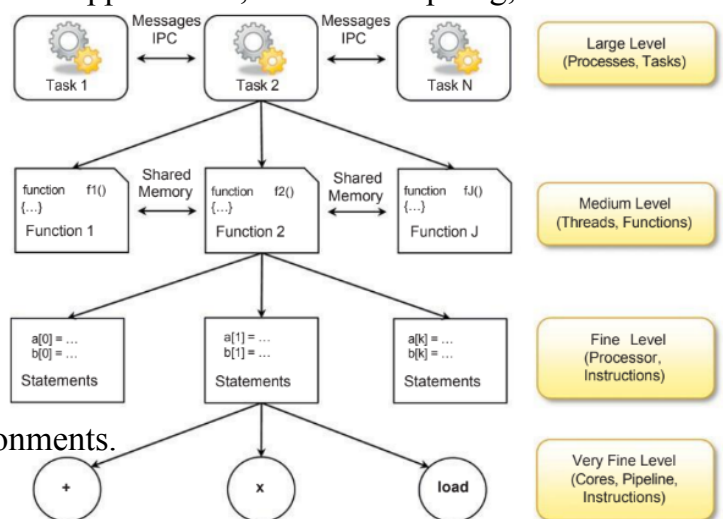 Messages
IPC
Messages
IPC
Task 1
Task 2
Task N
Large Level
(Processes, Tasks)
Shared
Memory
Shared
Memory
function f1()
{...}
Function 1
function f2()
{...}
Function 2
function fJ()
{...}
Function J
Medium Level
(Threads, Functions)
a[0] = ...
b[0] = ...
Statements
a[1] = ...
b[1] = ...
Statements
a[k] = ...
b[k] = ...
Statements
Fine Level
(Processor,
Instructions)
+
x
load
Very Fine Level
(Cores, Pipeline,
Instructions)